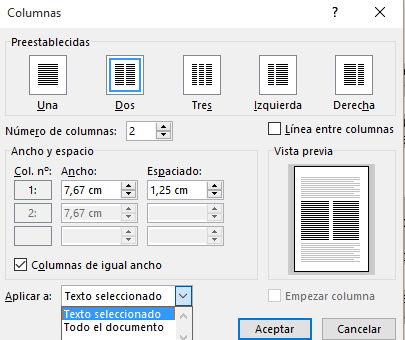 Columnas
Preestablecidas
Una Dos Tres Izquierda Derecha
Número de columnas: 2 Línea entre columnas
Ancho y espacio Vista previa
Col. nº: Ancho: Espaciado:
1: 7,67 cm 1,25 cm
2: 7,67 cm
Columnas de igual ancho
Aplicar a: Texto seleccionado Empezar columna
Texto seleccionado
Todo el documento
Aceptar Cancelar